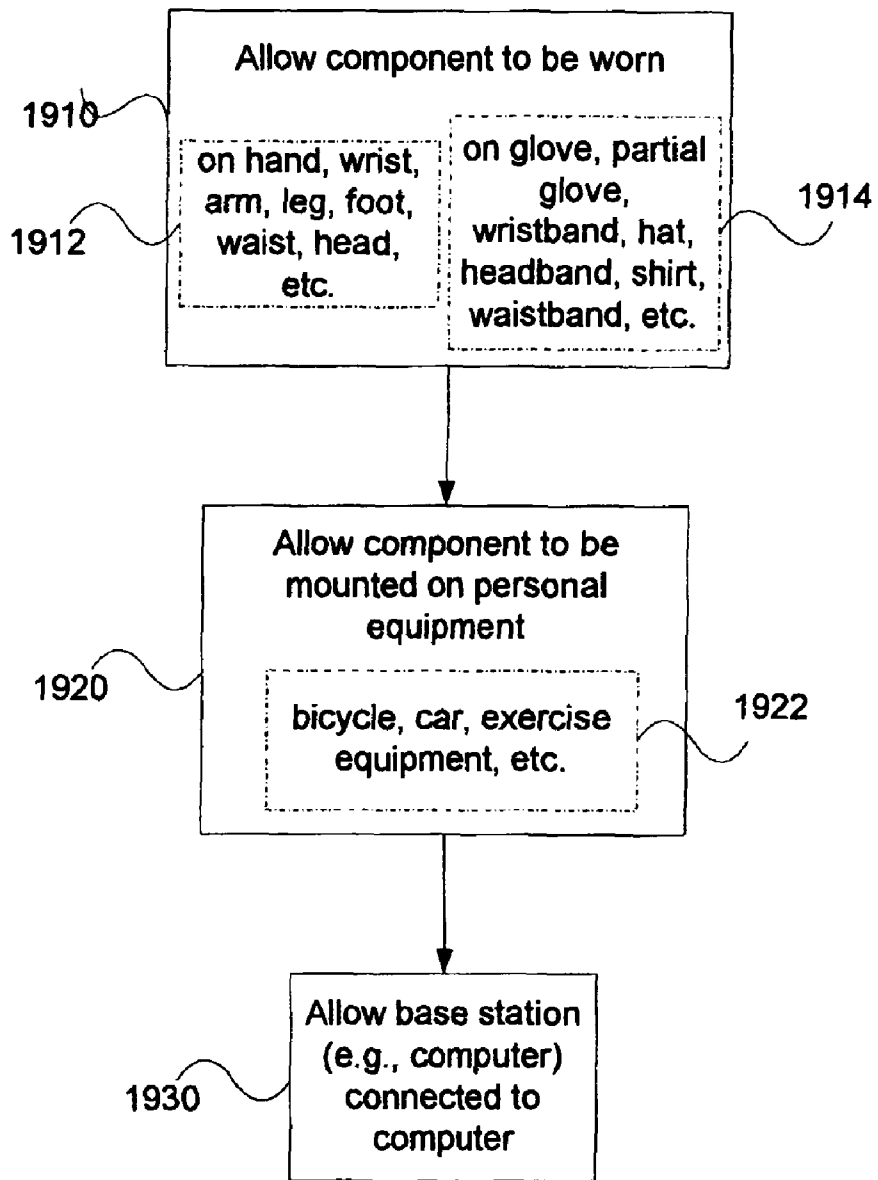 Allow component to be worn
1910
on hand, wrist,
arm, leg, foot,
waist, head,
etc.
1912
on glove, partial
glove,
wristband, hat,
headband, shirt,
waistband, etc.
1914
Allow component to be
mounted on personal
equipment
1920
bicycle, car, exercise
equipment, etc.
1922
Allow base station
(e.g., computer)
connected to
computer
1930